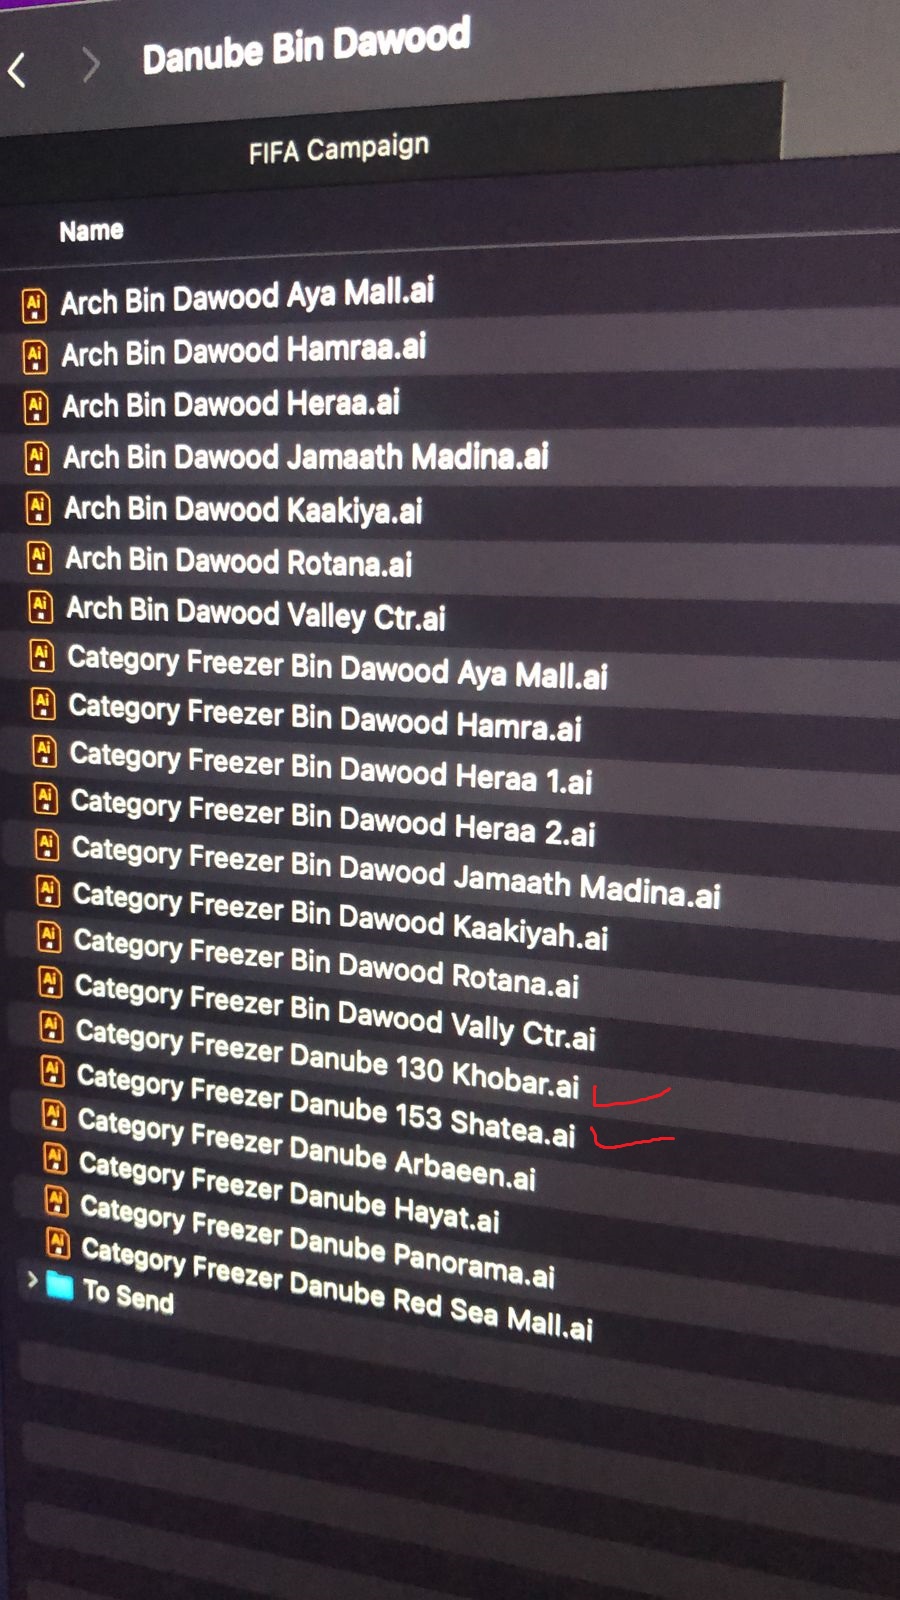 Danube Bin Dawood
FIFA Campaign
Name
Arch Bin Dawood Aya Mall.ai
Arch Bin Dawood Hamraa.ai
Arch Bin Dawood Heraa.ai
Arch Bin Dawood Jamaath Madina.ai
Arch Bin Dawood Kaakiya.ai
Arch Bin Dawood Rotana.ai
Arch Bin Dawood Valley Ctr.ai
Category Freezer Bin Dawood Aya Mall.ai
Category Freezer Bin Dawood Hamra.ai
Category Freezer Bin Dawood Heraa 1.ai
Category Freezer Bin Dawood Heraa 2.ai
Category Freezer Bin Dawood Jamaath Madina.ai
Category Freezer Bin Dawood Kaakiyah.ai
Category Freezer Bin Dawood Rotana.ai
Category Freezer Bin Dawood Vally Ctr.ai
Category Freezer Danube 130 Khobar.ai
Category Freezer Danube 153 Shatea.ai
Category Freezer Danube Arbaeen.ai
Category Freezer Danube Hayat.ai
Category Freezer Danube Panorama.ai
Category Freezer Danube Red Sea Mall.ai
To Send